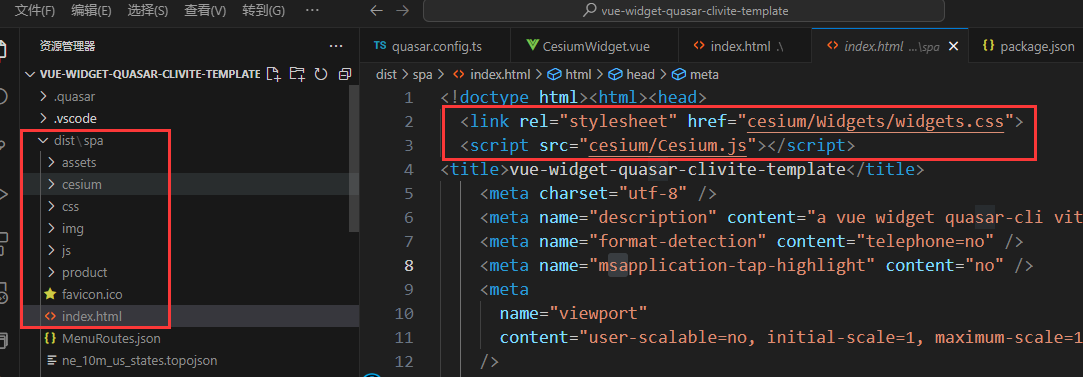 文件(F) 编辑(E) 选择(S) 查看(V) 转到(G) ··· ← → vue-widget-quasar-clivite-template
资源管理器 ···
VUE-WIDGET-QUASAR-CLIVITE-TEMPLATE
> .quasar
> .vscode
dist\spa
> assets
> cesium
> css
> img
> js
> product
favicon.ico
index.html
MenuRoutes.json
ne_10m_us_states.topojson
TS quasar.config.ts
CesiumWidget.vue
index.html .\
index.html ...\spa ×
package.json
dist > spa > index.html > html > head > meta
1 <!doctype html><html><head>
2 <link rel="stylesheet" href="cesium/Widgets/widgets.css">
3 <script src="cesium/Cesium.js"></script>
4 <title>vue-widget-quasar-clivite-template</title>
5 <meta charset="utf-8" />
6 <meta name="description" content="a vue widget quasar-cli vit
7 <meta name="format-detection" content="telephone=no" />
8 <meta name="msapplication-tap-highlight" content="no" />
9 <meta
10 name="viewport"
11 content="user-scalable=no, initial-scale=1, maximum-scale=1
12 />